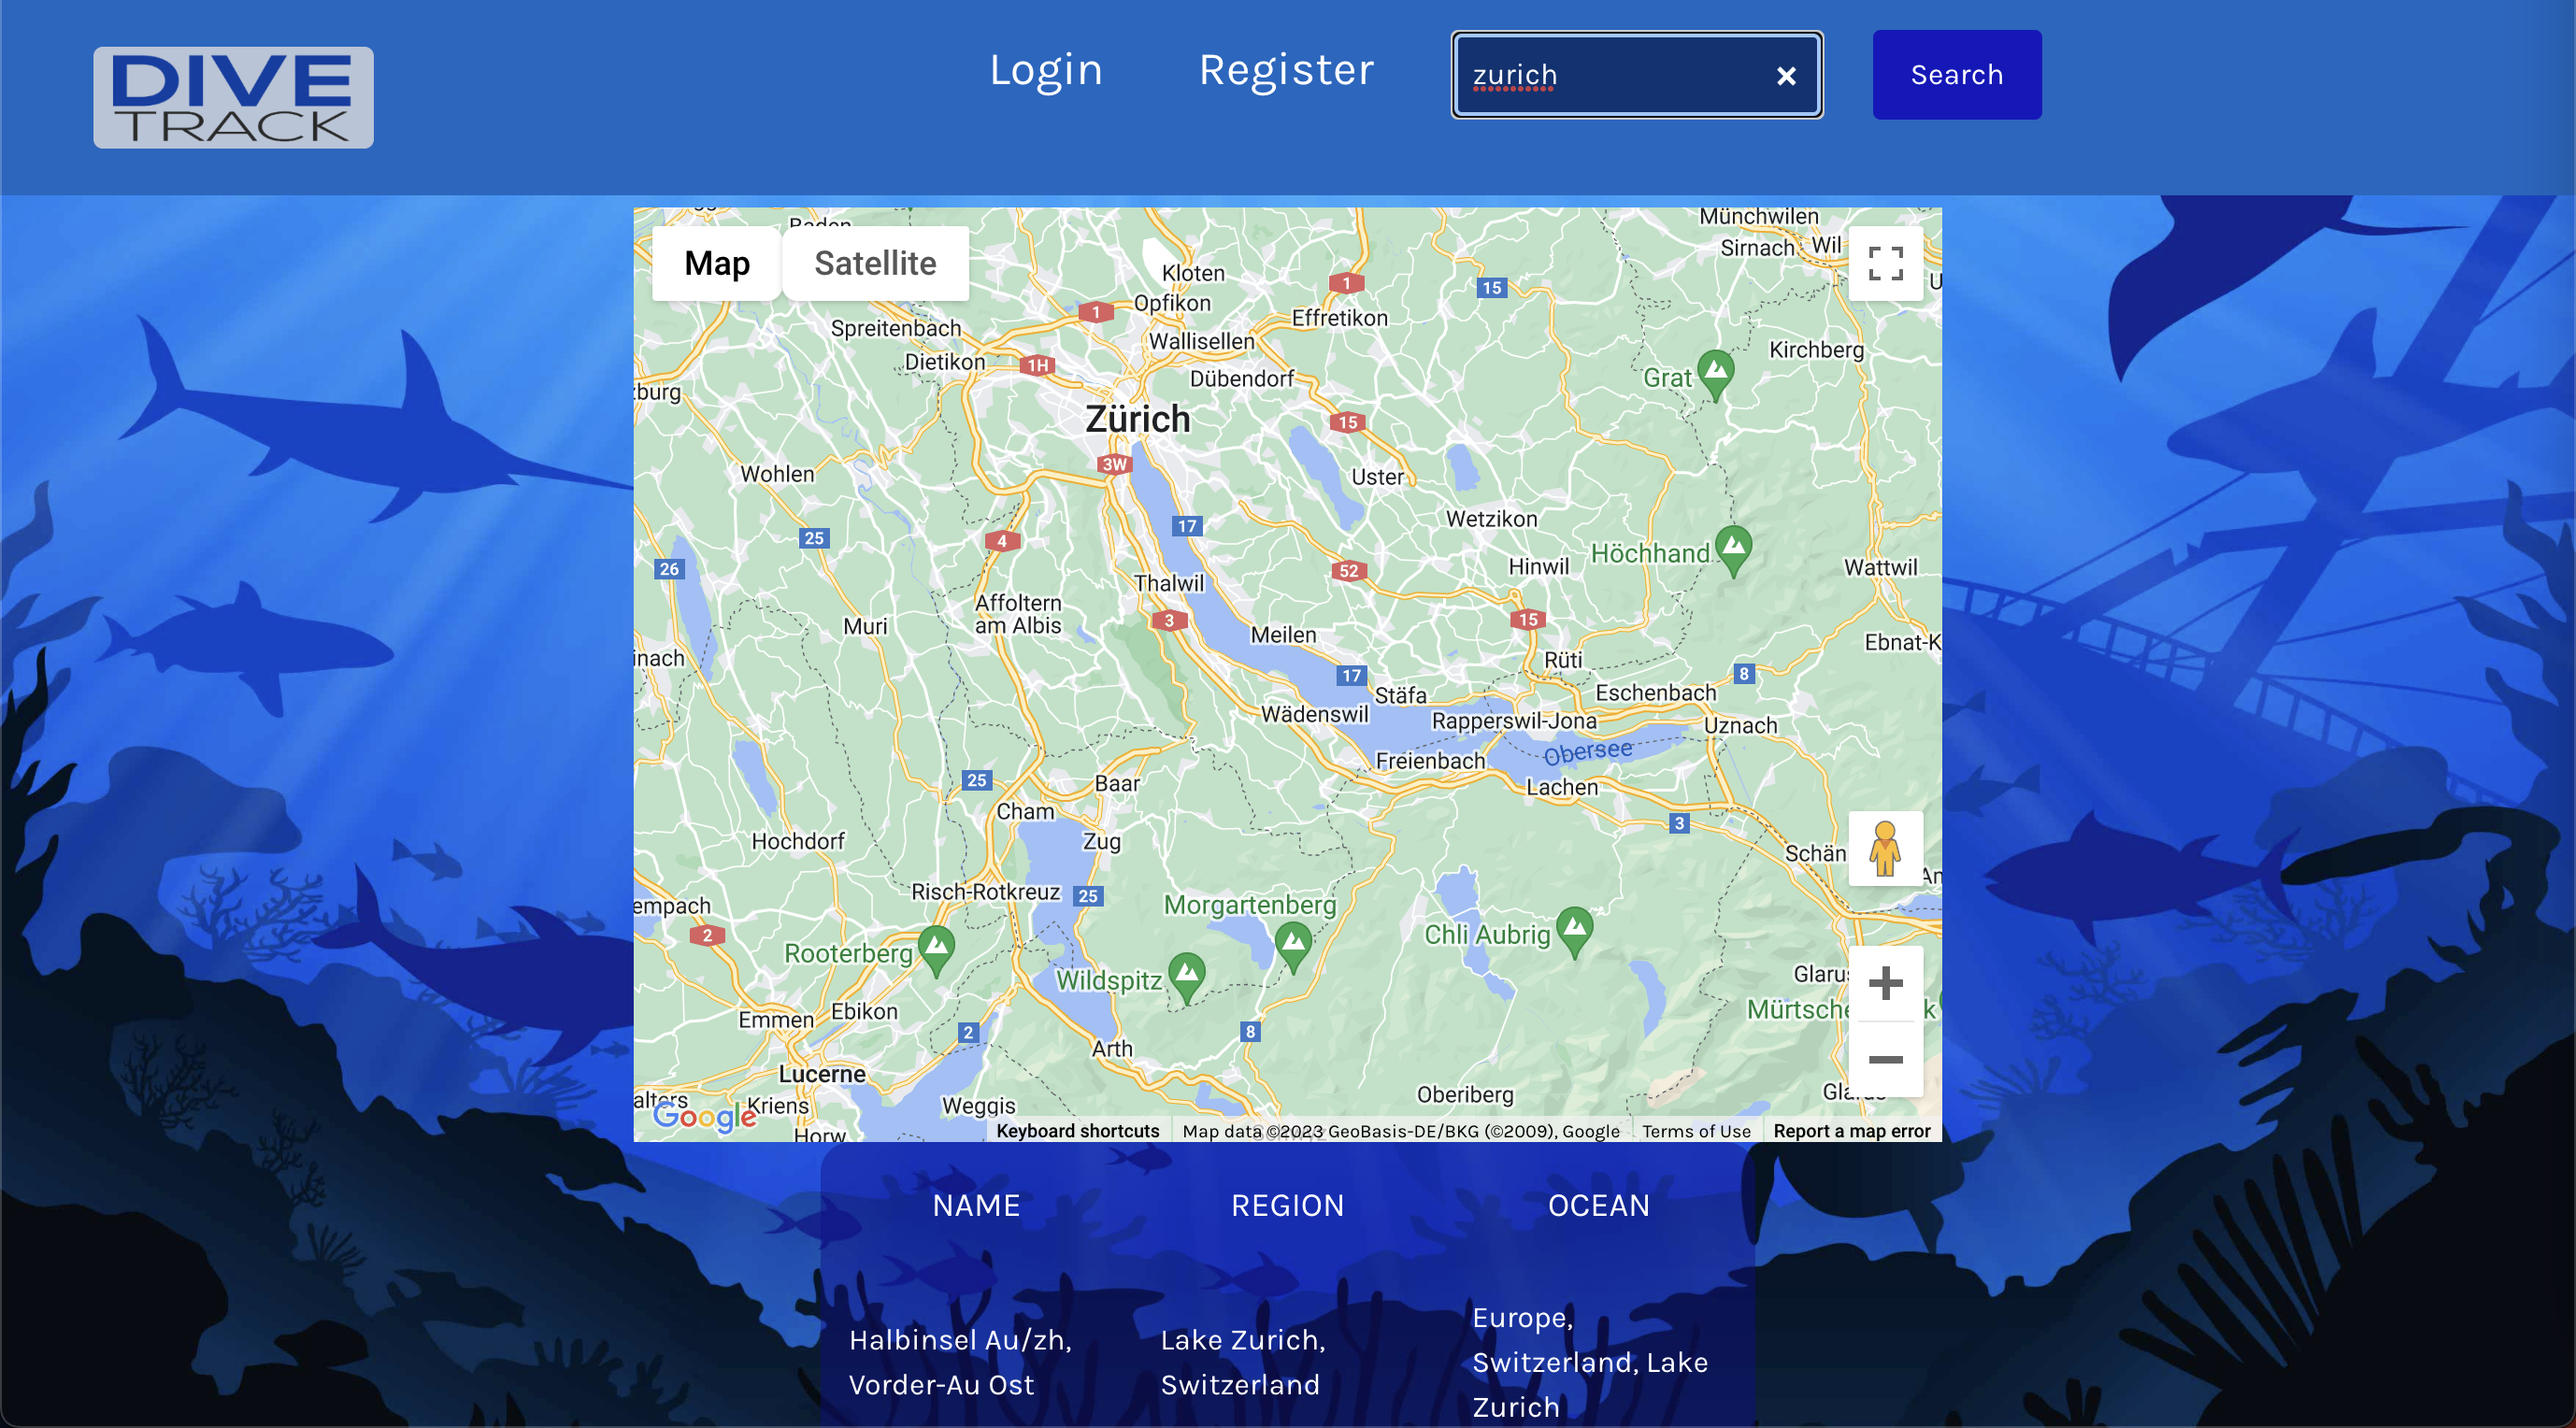 DIVE
TRACK
Login
Register
zurich
Search
Map
Satellite
Baden
Münchwilen
Sirnach
Wil
Kloten
Opfikon
1
1
15
Effretikon
Spreitenbach
Wallisellen
Dietikon
1H
Kirchberg
Dübendorf
Grat
zburg
Zürich
15
3W
Wohlen
Uster
17
Wetzikon
25
4
Höchhand
26
52
Hinwil
Wattwil
Thalwil
Affoltern
am Albis
3
15
Muri
Meilen
Ebnat-K
inach
Rüti
17
8
Stäfa
Eschenbach
Wädenswil
Rapperswil-Jona
Uznach
Obersee
Freienbach
25
Baar
Lachen
Cham
3
Hochdorf
Zug
Schän
Risch-Rotkreuz
25
An
empach
Morgartenberg
2
Chli Aubrig
Rooterberg
Wildspitz
Glarus
Mürtsche
k
Emmen
Ebikon
2
8
Arth
Lucerne
Oberiberg
Kriens
Weggis
Horw
Google
Keyboard shortcuts
Map data ©2023 GeoBasis-DE/BKG (©2009), Google
Terms of Use
Report a map error
NAME
REGION
OCEAN
Halbinsel Au/zh,
Vorder-Au Ost
Lake Zurich,
Switzerland
Europe,
Switzerland, Lake
Zurich